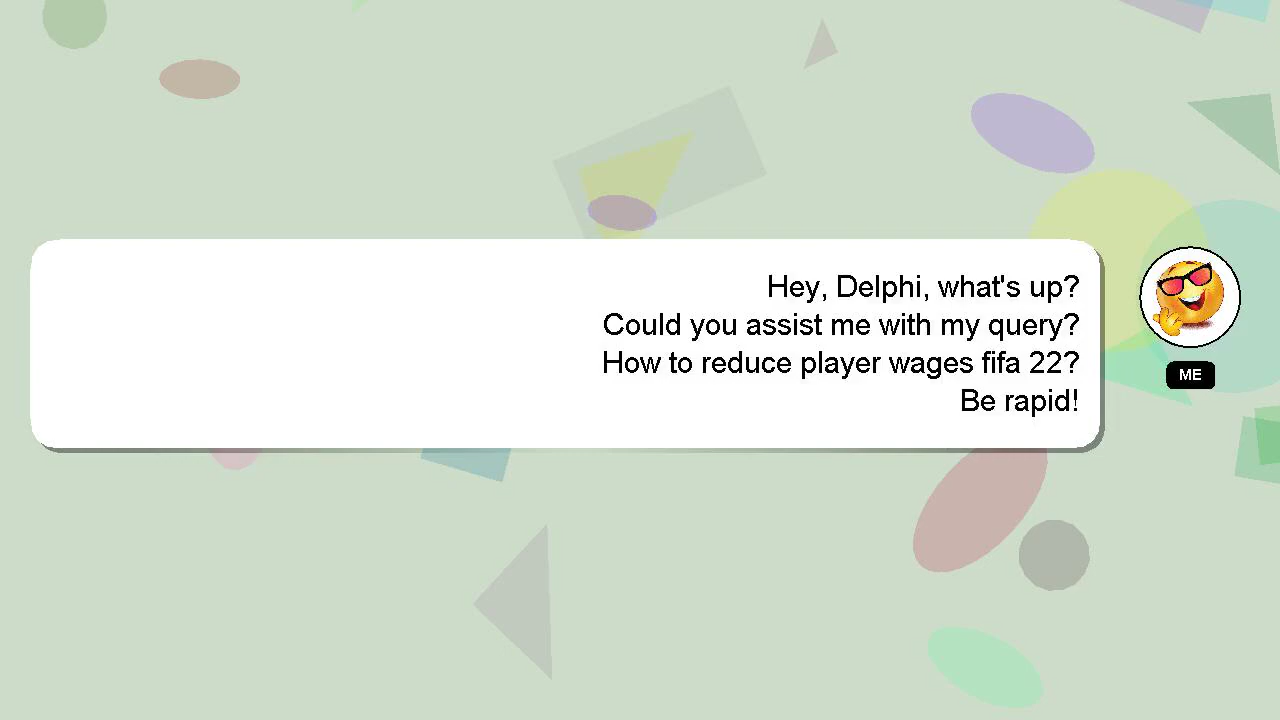 Hey, Delphi, what's up?
Could you assist me with my query?
How to reduce player wages fifa 22?
Be rapid!
ME